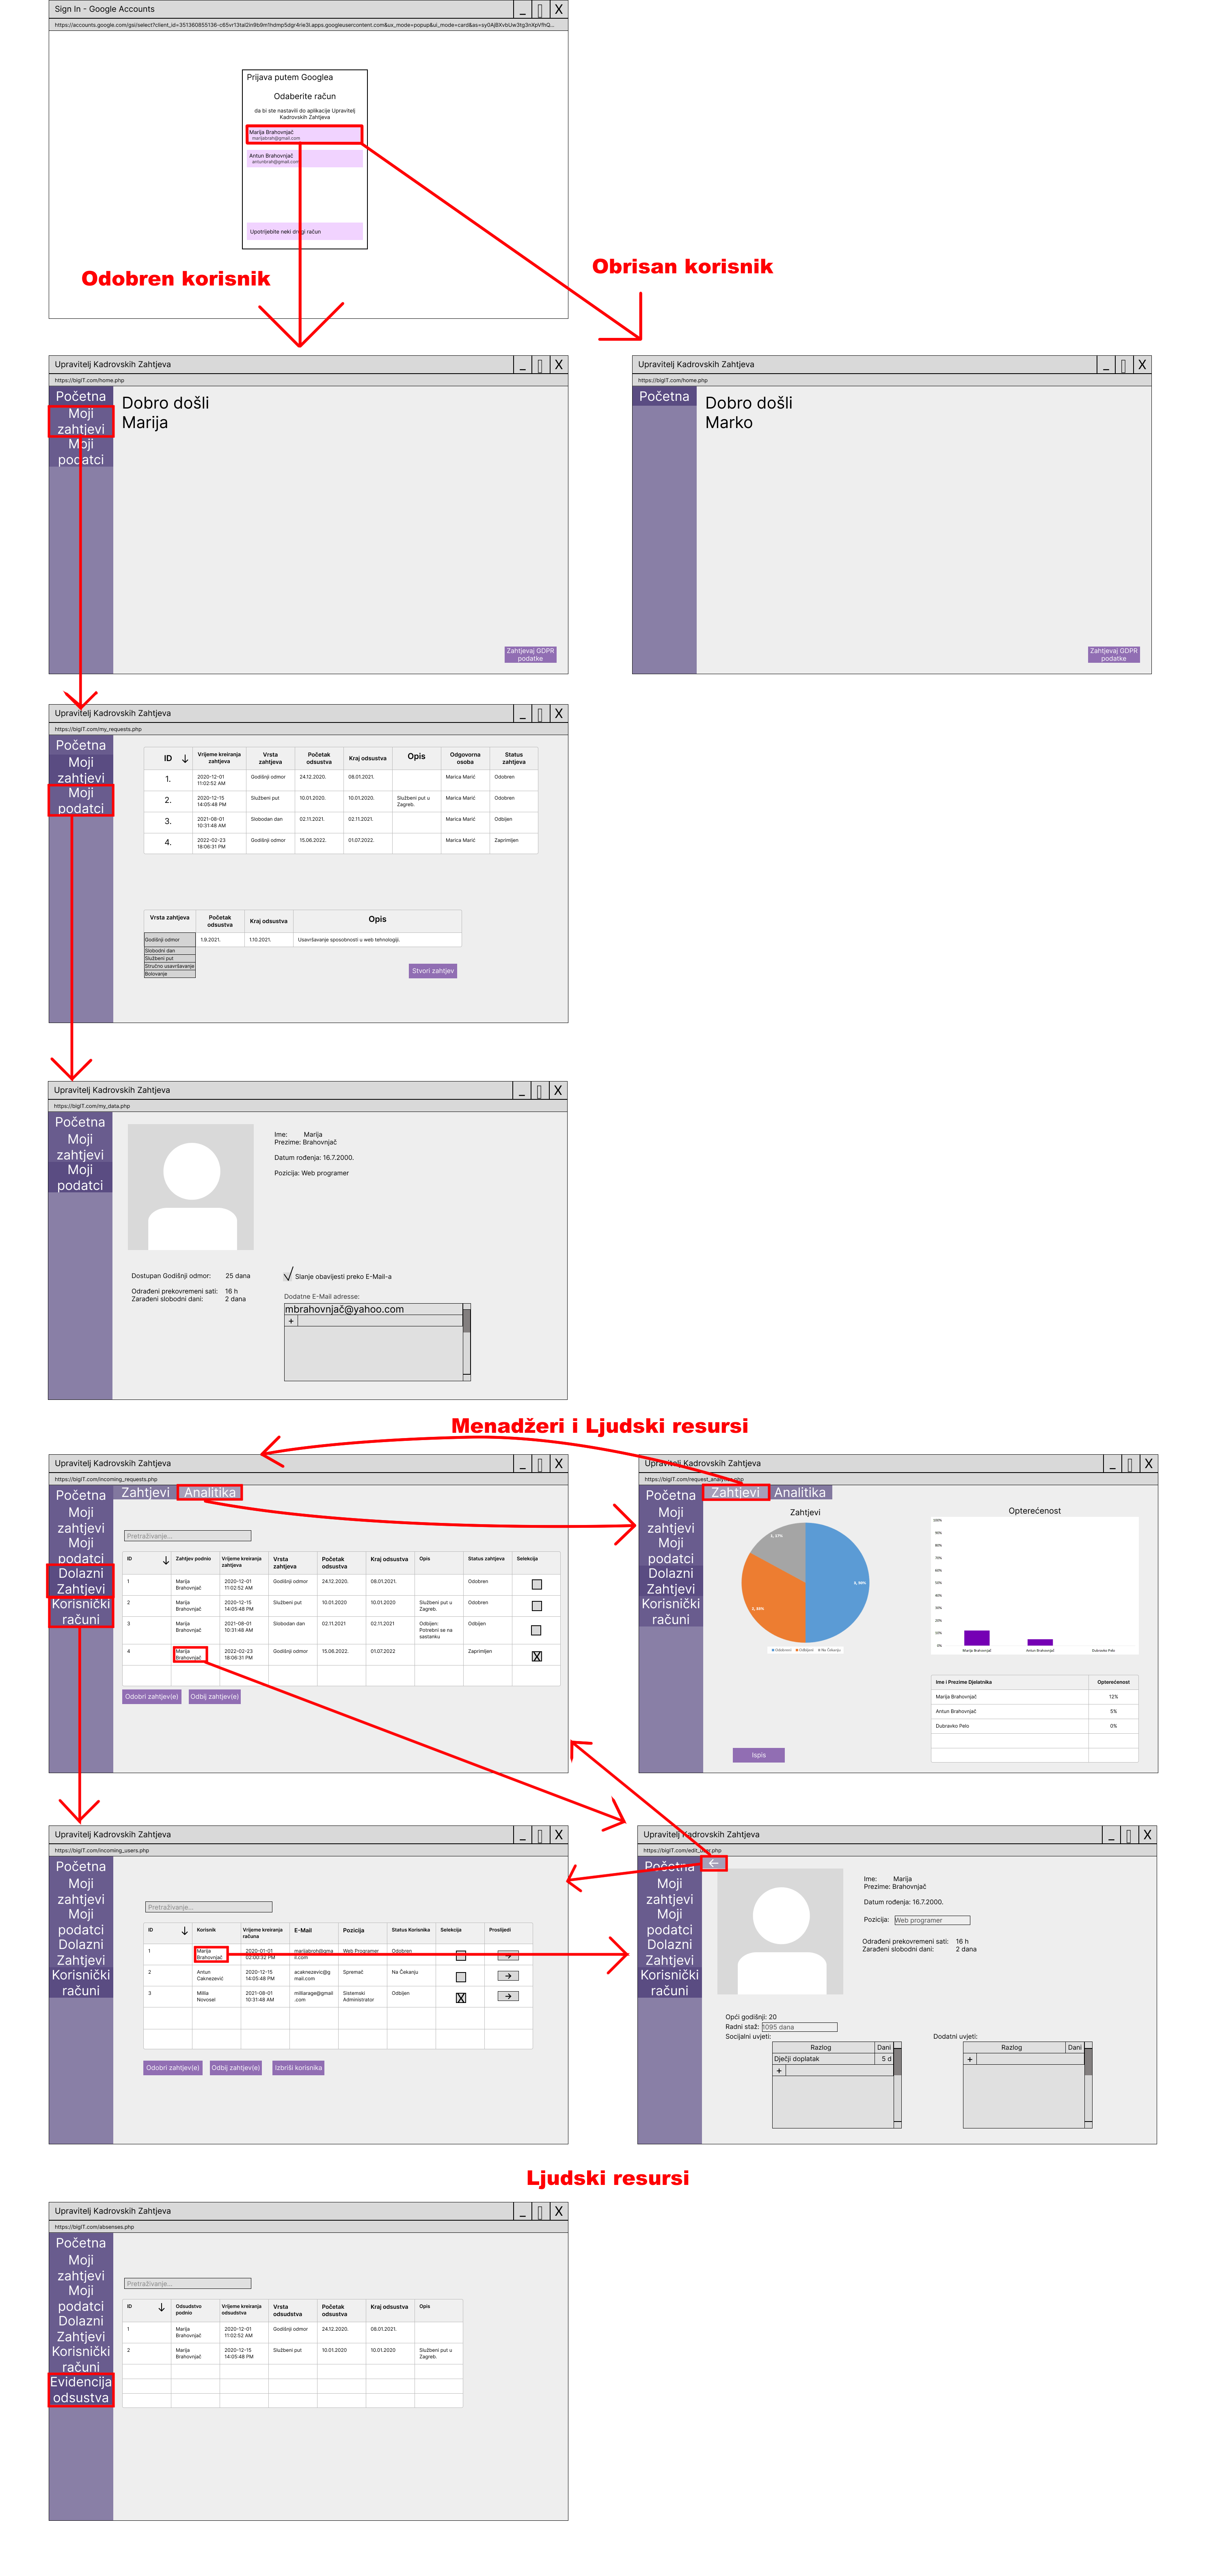 Sign In - Google Accounts
_ ▯ X
Prijava putem Googlea
Odaberite račun
da bi ste nastavili do aplikacije Upravitelj
Kadrovskih Zahtjeva
Marija Brahovnjač
marijabrah@gmail.com
Antun Brahovnjač
antunbrah@gmail.com
Upotrijebite neki drugi račun
Odobren korisnik
Obrisan korisnik
Upravitelj Kadrovskih Zahtjeva
_ ▯ X
https://bigIT.com/home.php
Početna
Moji
zahtjevi
Moji
podatci
Dobro došli
Marija
Zahtjevaj GDPR
podatke
Upravitelj Kadrovskih Zahtjeva
_ ▯ X
https://bigIT.com/home.php
Početna
Dobro došli
Marko
Zahtjevaj GDPR
podatke
Upravitelj Kadrovskih Zahtjeva
_ ▯ X
https://bigIT.com/my_requests.php
Početna
Moji
zahtjevi
Moji
podatci
ID ↓ Vrijeme kreiranja zahtjeva Vrsta zahtjeva Početak odsustva Kraj odsustva Opis Odgovorna osoba Status zahtjeva
1. 2020-12-01 11:02:52 AM Godišnji odmor 24.12.2020. 08.01.2021. Marica Marić Odobren
2. 2020-12-15 14:05:48 PM Službeni put 10.01.2020. 10.01.2020. Službeni put u Zagreb. Marica Marić Odobren
3. 2021-08-01 10:31:48 AM Slobodan dan 02.11.2021. 02.11.2021. Marica Marić Odbijen
4. 2022-02-23 18:06:31 PM Godišnji odmor 15.06.2022. 01.07.2022. Marica Marić Zaprimljen
Vrsta zahtjeva Početak odsustva Kraj odsustva Opis
Godišnji odmor 1.9.2021. 1.10.2021. Usavršavanje sposobnosti u web tehnologiji.
Slobodni dan
Službeni put
Stručno usavršavanje
Bolovanje
Stvori zahtjev
Upravitelj Kadrovskih Zahtjeva
_ ▯ X
https://bigIT.com/my_data.php
Početna
Moji
zahtjevi
Moji
podatci
Ime: Marija
Prezime: Brahovnjač
Datum rođenja: 16.7.2000.
Pozicija: Web programer
Dostupan Godišnji odmor: 25 dana
Odrađeni prekovremeni sati: 16 h
Zarađeni slobodni dani: 2 dana
Slanje obavijesti preko E-Mail-a
Dodatne E-Mail adresse:
mbrahovnjač@yahoo.com
+
Menadžeri i Ljudski resursi
Upravitelj Kadrovskih Zahtjeva
_ ▯ X
https://bigIT.com/incoming_requests.php
Početna
Moji
zahtjevi
Moji
podatci
Dolazni
Zahtjevi
Korisnički
računi
Zahtjevi Analitika
Pretraživanje...
ID ↓ Zahtjev podnio Vrijeme kreiranja zahtjeva Vrsta zahtjeva Početak odsustva Kraj odsustva Opis Status zahtjeva Selekcija
1 Marija Brahovnjač 2020-12-01 11:02:52 AM Godišnji odmor 24.12.2020. 08.01.2021. Odobren
2 Marija Brahovnjač 2020-12-15 14:05:48 PM Službeni put 10.01.2020 10.01.2020 Službeni put u Zagreb. Odobren
3 Marija Brahovnjač 2021-08-01 10:31:48 AM Slobodan dan 02.11.2021 02.11.2021 Odbijen: Potrebni se na sastanku Odbijen
4 Marija Brahovnjač 2022-02-23 18:06:31 PM Godišnji odmor 15.06.2022. 01.07.2022 Zaprimljen X
Odobri zahtjev(e) Odbij zahtjev(e)
Upravitelj Kadrovskih Zahtjeva
_ ▯ X
https://bigIT.com/request_analytics.php
Početna
Moji
zahtjevi
Moji
podatci
Dolazni
Zahtjevi
Korisnički
računi
Zahtjevi Analitika
Zahtjevi
Odobreni Odbijeni Na Čekanju
Ispis
Opterećenost
100%
90%
80%
70%
60%
50%
40%
30%
20%
10%
0%
Marija Brahovnjač Antun Brahovnjač Dubravko Pelo
Ime i Prezime Djelatnika Opterećenost
Marija Brahovnjač 12%
Antun Brahovnjač 5%
Dubravko Pelo 0%
Upravitelj Kadrovskih Zahtjeva
_ ▯ X
https://bigIT.com/incoming_users.php
Početna
Moji
zahtjevi
Moji
podatci
Dolazni
Zahtjevi
Korisnički
računi
Pretraživanje...
ID ↓ Korisnik Vrijeme kreiranja računa E-Mail Pozicija Status Korisnika Selekcija Proslijedi
1 Marija Brahovnjač 2020-01-01 02:00:32 PM marijabroh@gmail.com Web Programer Odobren →
2 Antun Caknezević 2020-12-15 14:05:48 PM acaknezevic@gmail.com Spremač Na Čekanju →
3 Millia Novosel 2021-08-01 10:31:48 AM milliarage@gmail.com Sistemski Administrator Odbijen X →
Odobri zahtjev(e) Odbij zahtjev(e) Izbriši korisnika
Upravitelj Kadrovskih Zahtjeva
_ ▯ X
https://bigIT.com/edit_user.php
Početna
Moji
zahtjevi
Moji
podatci
Dolazni
Zahtjevi
Korisnički
računi
←
Ime: Marija
Prezime: Brahovnjač
Datum rođenja: 16.7.2000.
Pozicija: Web programer
Odrađeni prekovremeni sati: 16 h
Zarađeni slobodni dani: 2 dana
Opći godišnji: 20
Radni staž: 1095 dana
Socijalni uvjeti:
Razlog Dani
Dječji doplatak 5 d
+
Dodatni uvjeti:
Razlog Dani
+
Ljudski resursi
Upravitelj Kadrovskih Zahtjeva
_ ▯ X
https://bigIT.com/absenses.php
Početna
Moji
zahtjevi
Moji
podatci
Dolazni
Zahtjevi
Korisnički
računi
Evidencija
odsustva
Pretraživanje...
ID ↓ Odsudstvo podnio Vrijeme kreiranja odsudstva Vrsta odsudstva Početak odsustva Kraj odsustva Opis
1 Marija Brahovnjač 2020-12-01 11:02:52 AM Godišnji odmor 24.12.2020. 08.01.2021.
2 Marija Brahovnjač 2020-12-15 14:05:48 PM Službeni put 10.01.2020 10.01.2020 Službeni put u Zagreb.